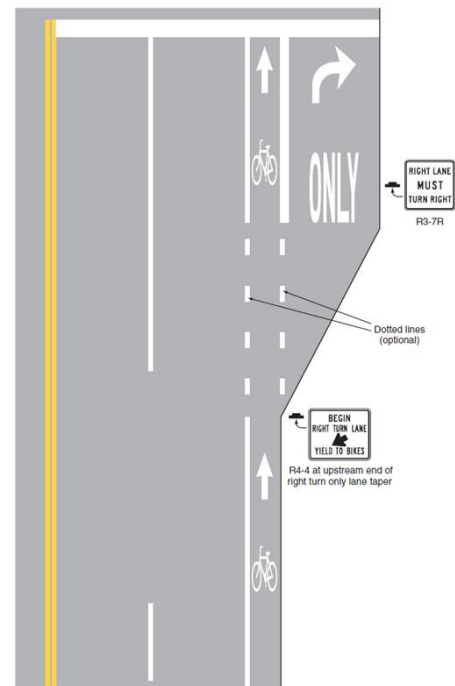 ONLY
RIGHT LANE
MUST
TURN RIGHT
R3-7R
Dotted lines
(optional)
BEGIN
RIGHT TURN LANE
YIELD TO BIKES
R4-4 at upstream end of
right turn only lane taper